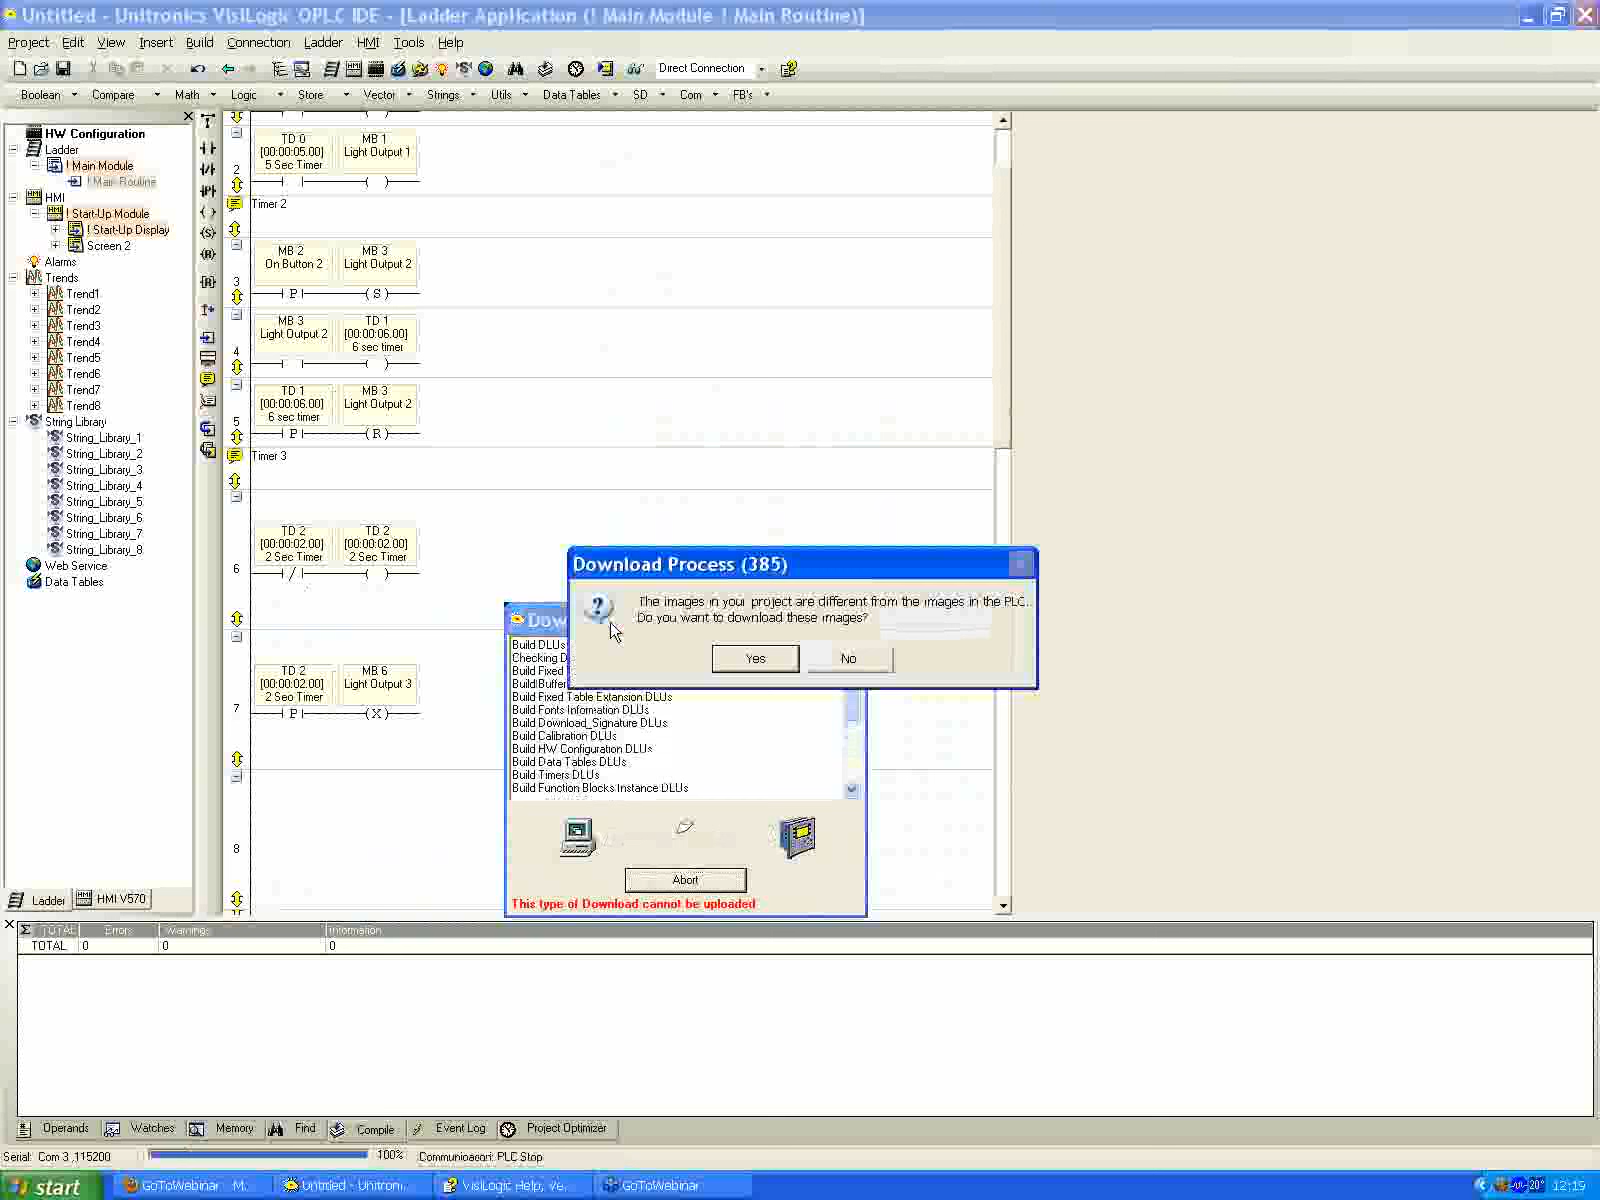 Untitled - Unitronics VisiLogic OPLC IDE - [Ladder Application (! Main Module ! Main Routine)]
Project Edit View Insert Build Connection Ladder HMI Tools Help
Direct Connection
Boolean Compare Math Logic Store Vector Strings Utils Data Tables SD Com FB's
HW Configuration
Ladder
! Main Module
! Main Routine
HMI
! Start-Up Module
! Start-Up Display
Screen 2
Alarms
Trends
Trend1
Trend2
Trend3
Trend4
Trend5
Trend6
Trend7
Trend8
String Library
String_Library_1
String_Library_2
String_Library_3
String_Library_4
String_Library_5
String_Library_6
String_Library_7
String_Library_8
Web Service
Data Tables
Ladder HMI V570
TD 0 MB 1
[00:00:05.00] Light Output 1
5 Sec Timer
2
Timer 2
MB 2 MB 3
On Button 2 Light Output 2
3
P S
MB 3 TD 1
Light Output 2 [00:00:06.00]
6 sec timer
4
TD 1 MB 3
[00:00:06.00] Light Output 2
6 sec timer
5
P R
Timer 3
TD 2 TD 2
[00:00:02.00] [00:00:02.00]
2 Sec Timer 2 Sec Timer
6
TD 2 MB 6
[00:00:02.00] Light Output 3
2 Sec Timer
7
P X
8
Download Process (385)
The images in your project are different from the images in the PLC..
Do you want to download these images?
Yes No
Dow
Build DLUs
Checking D
Build Fixed
Build Buffer
Build Fixed Table Extension DLUs
Build Fonts Information DLUs
Build Download_Signature DLUs
Build Calibration DLUs
Build HW Configuration DLUs
Build Data Tables DLUs
Build Timers DLUs
Build Function Blocks Instance DLUs
Abort
This type of Download cannot be uploaded
Σ TOTAL Errors Warnings Information
TOTAL 0 0 0
Operands Watches Memory Find Compile Event Log Project Optimizer
Serial: Com 3 ,115200 100% Communication: PLC Stop
start GoToWebinar - M... Untitled - Unitron... VisiLogic Help, Ve... GoToWebinar 20° 12:19